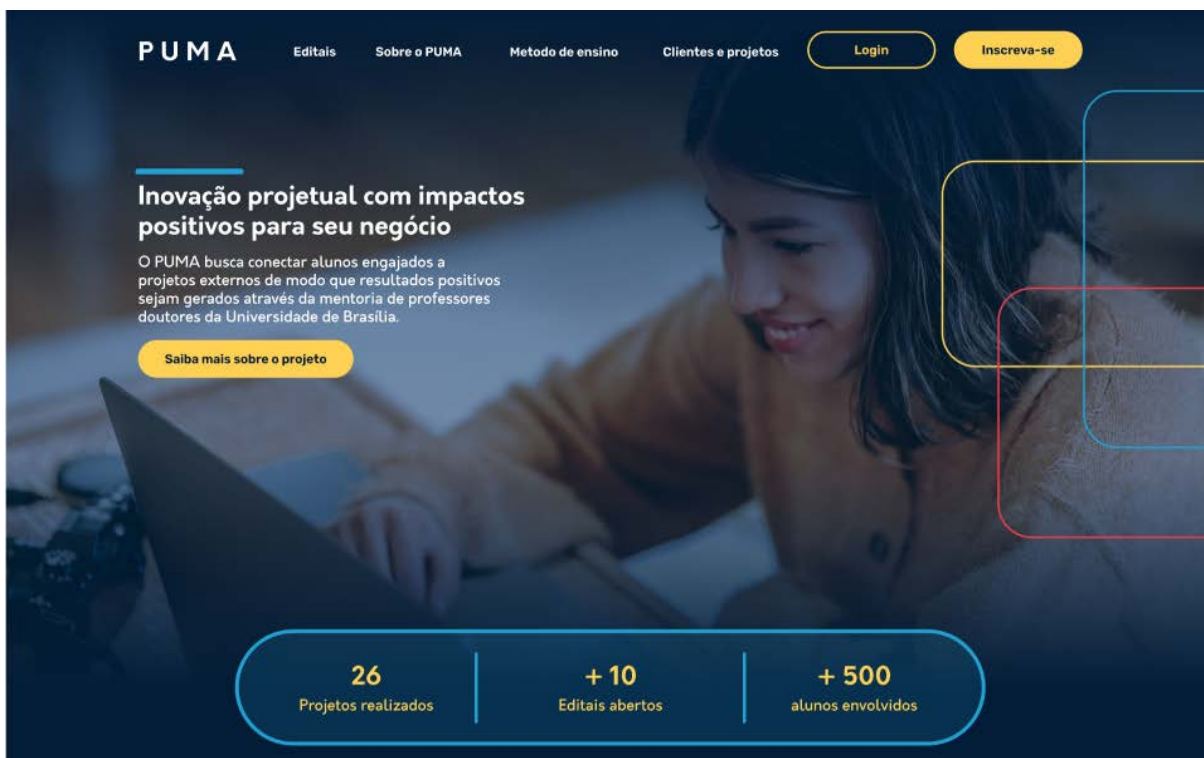 PUMA
Editais
Sobre o PUMA
Metodo de ensino
Clientes e projetos
Login
Inscreva-se
Inovação projetual com impactos
positivos para seu negócio
O PUMA busca conectar alunos engajados a
projetos externos de modo que resultados positivos
sejam gerados através da mentoria de professores
doutores da Universidade de Brasília.
Saiba mais sobre o projeto
26
Projetos realizados
+ 10
Editais abertos
+ 500
alunos envolvidos